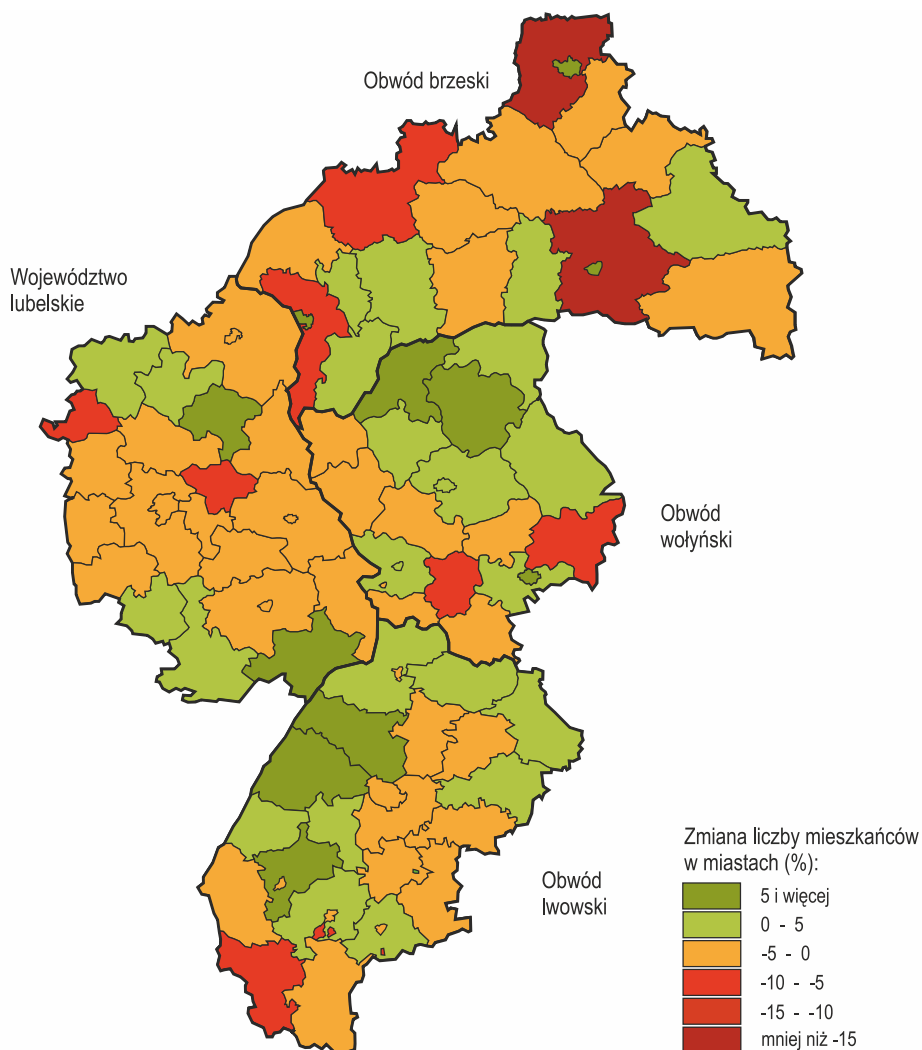 Obwód brzeski
Województwo
lubelskie
Obwód
wołyński
Obwód
lwowski
Zmiana liczby mieszkańców
w miastach (%):
5 i więcej
0 - 5
-5 - 0
-10 - -5
-15 - -10
mniej niż -15